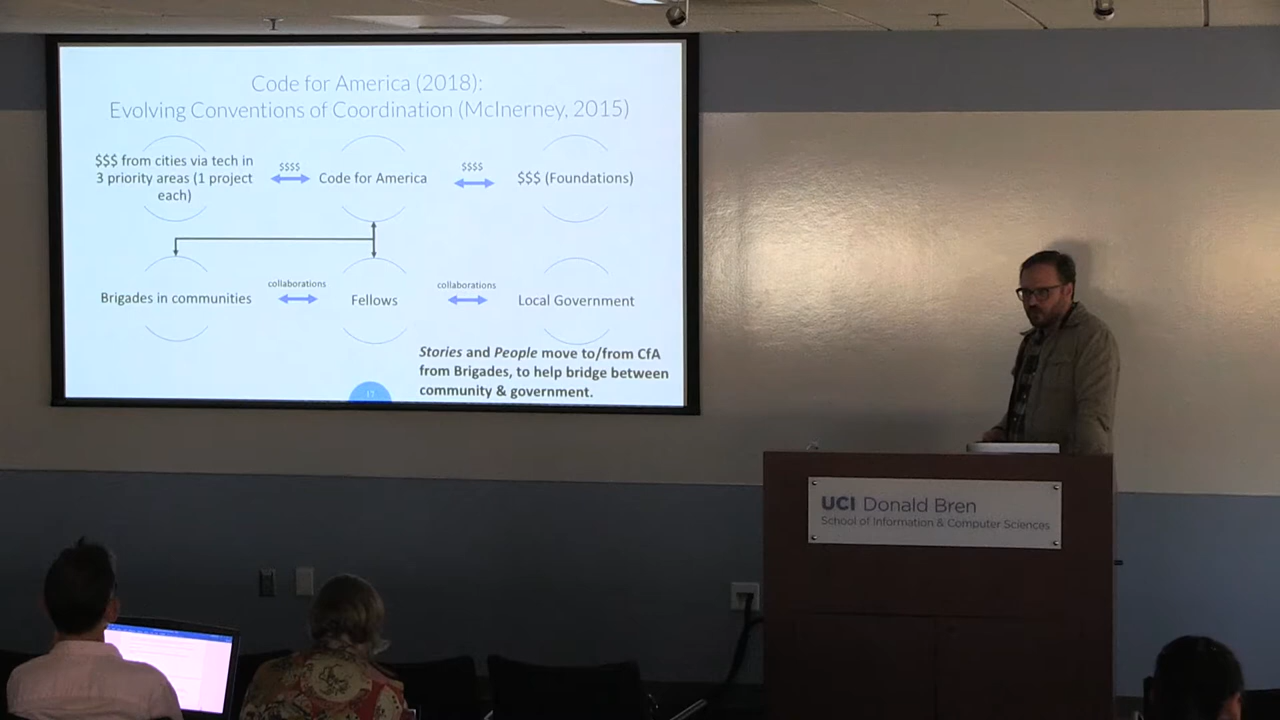 Code for America (2018):
Evolving Conventions of Coordination (McInerney, 2015)
$$$ from cities via tech in
3 priority areas (1 project
each)
$$$$
Code for America
$$$$
$$$ (Foundations)
Brigades in communities
collaborations
Fellows
collaborations
Local Government
Stories and People move to/from CfA
from Brigades, to help bridge between
community & government.
17
UCI Donald Bren
School of Information & Computer Sciences